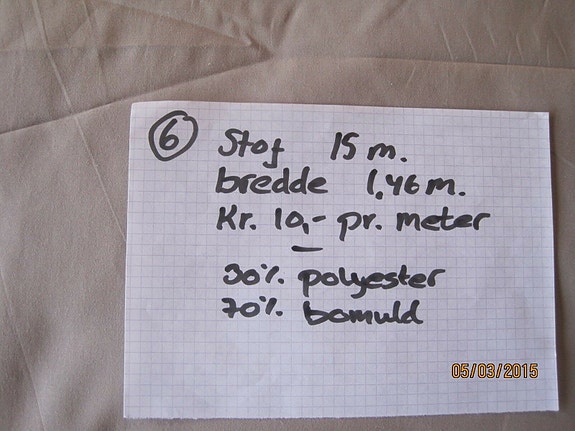 6
Stof 15 m.
bredde 1,46 m.
Kr. 10,- pr. meter
30% polyester
70% bomuld
05/03/2015